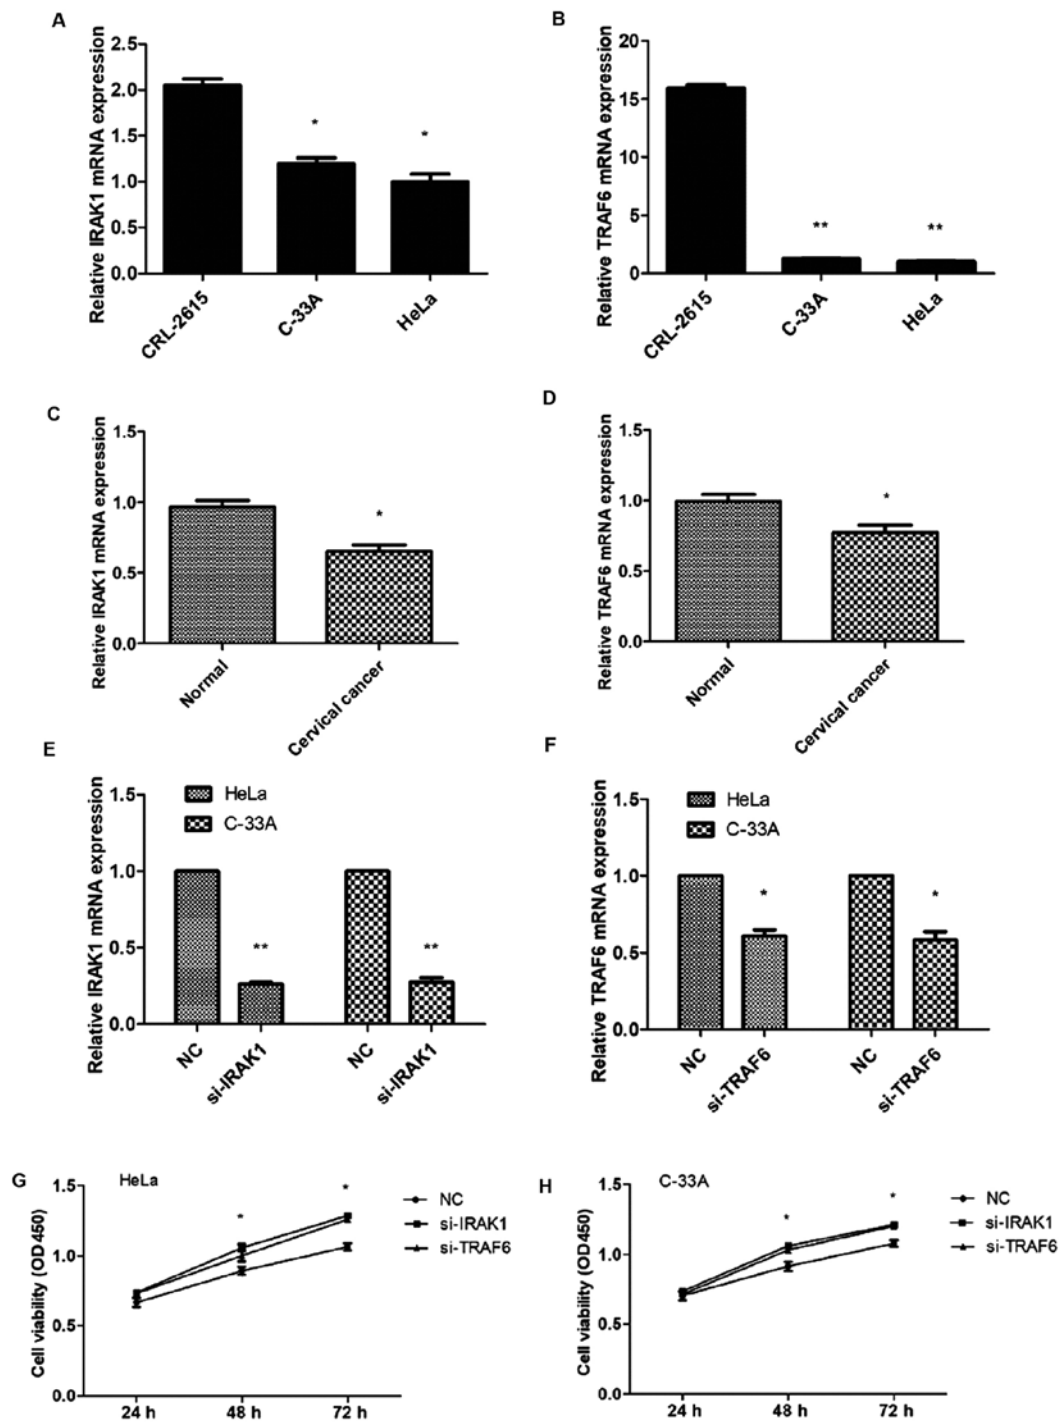 A
Relative IRAK1 mRNA expression
2.5
2.0
1.5
1.0
0.5
0.0
*
*
CRL-2615
C-33A
HeLa
B
Relative TRAF6 mRNA expression
20
15
10
5
0
**
**
CRL-2615
C-33A
HeLa
C
Relative IRAK1 mRNA expression
1.5
1.0
0.5
0.0
*
Normal
Cervical cancer
D
Relative TRAF6 mRNA expression
1.5
1.0
0.5
0.0
*
Normal
Cervical cancer
E
Relative IRAK1 mRNA expression
1.5
1.0
0.5
0.0
HeLa
C-33A
**
**
NC
si-IRAK1
NC
si-IRAK1
F
Relative TRAF6 mRNA expression
1.5
1.0
0.5
0.0
HeLa
C-33A
*
*
NC
si-TRAF6
NC
si-TRAF6
G
HeLa
Cell viability (OD450)
1.5
1.0
0.5
0.0
*
*
NC
si-IRAK1
si-TRAF6
24 h
48 h
72 h
H
C-33A
Cell viability (OD450)
1.5
1.0
0.5
0.0
*
*
NC
si-IRAK1
si-TRAF6
24 h
48 h
72 h